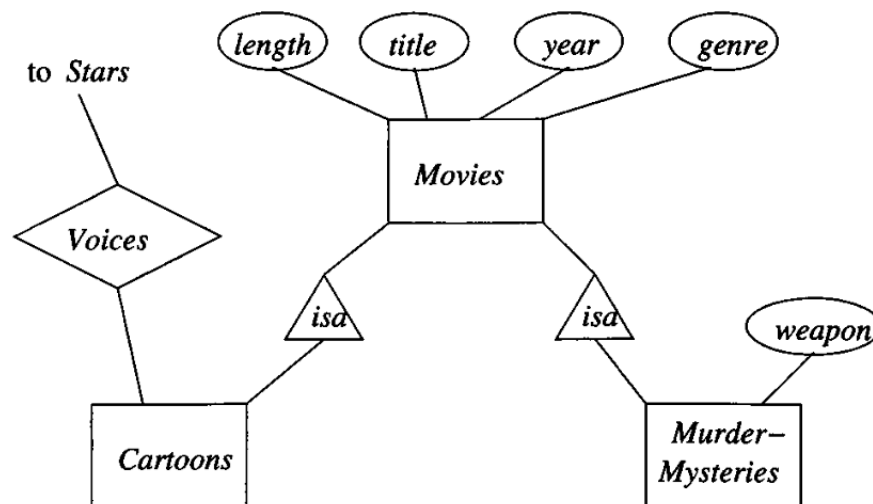 length
title
year
genre
to Stars
Movies
Voices
isa
isa
weapon
Cartoons
Murder–
Mysteries